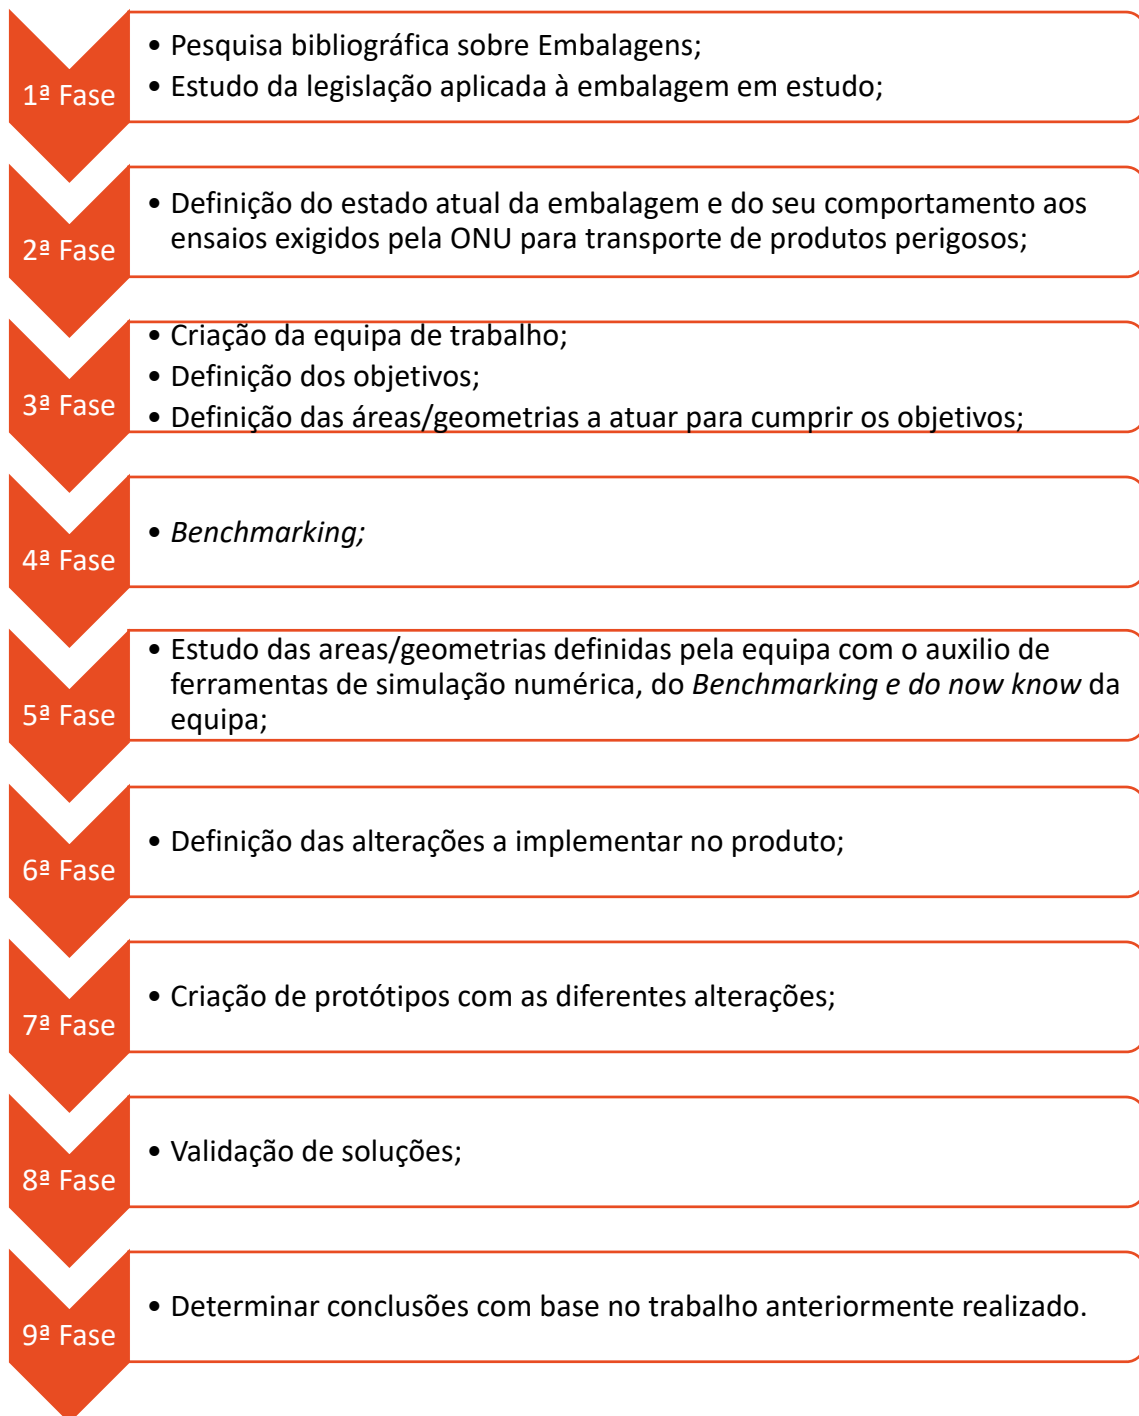 1ª Fase
• Pesquisa bibliográfica sobre Embalagens;
• Estudo da legislação aplicada à embalagem em estudo;
2ª Fase
• Definição do estado atual da embalagem e do seu comportamento aos
ensaios exigidos pela ONU para transporte de produtos perigosos;
3ª Fase
• Criação da equipa de trabalho;
• Definição dos objetivos;
• Definição das áreas/geometrias a atuar para cumprir os objetivos;
4ª Fase
• Benchmarking;
5ª Fase
• Estudo das areas/geometrias definidas pela equipa com o auxilio de
ferramentas de simulação numérica, do Benchmarking e do now know da
equipa;
6ª Fase
• Definição das alterações a implementar no produto;
7ª Fase
• Criação de protótipos com as diferentes alterações;
8ª Fase
• Validação de soluções;
9ª Fase
• Determinar conclusões com base no trabalho anteriormente realizado.